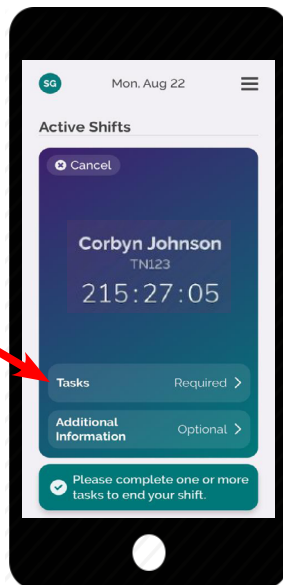 SG
Mon, Aug 22
Active Shifts
Cancel
Corbyn Johnson
TN123
215:27:05
Tasks Required
Additional
Information
Optional
Please complete one or more
tasks to end your shift.